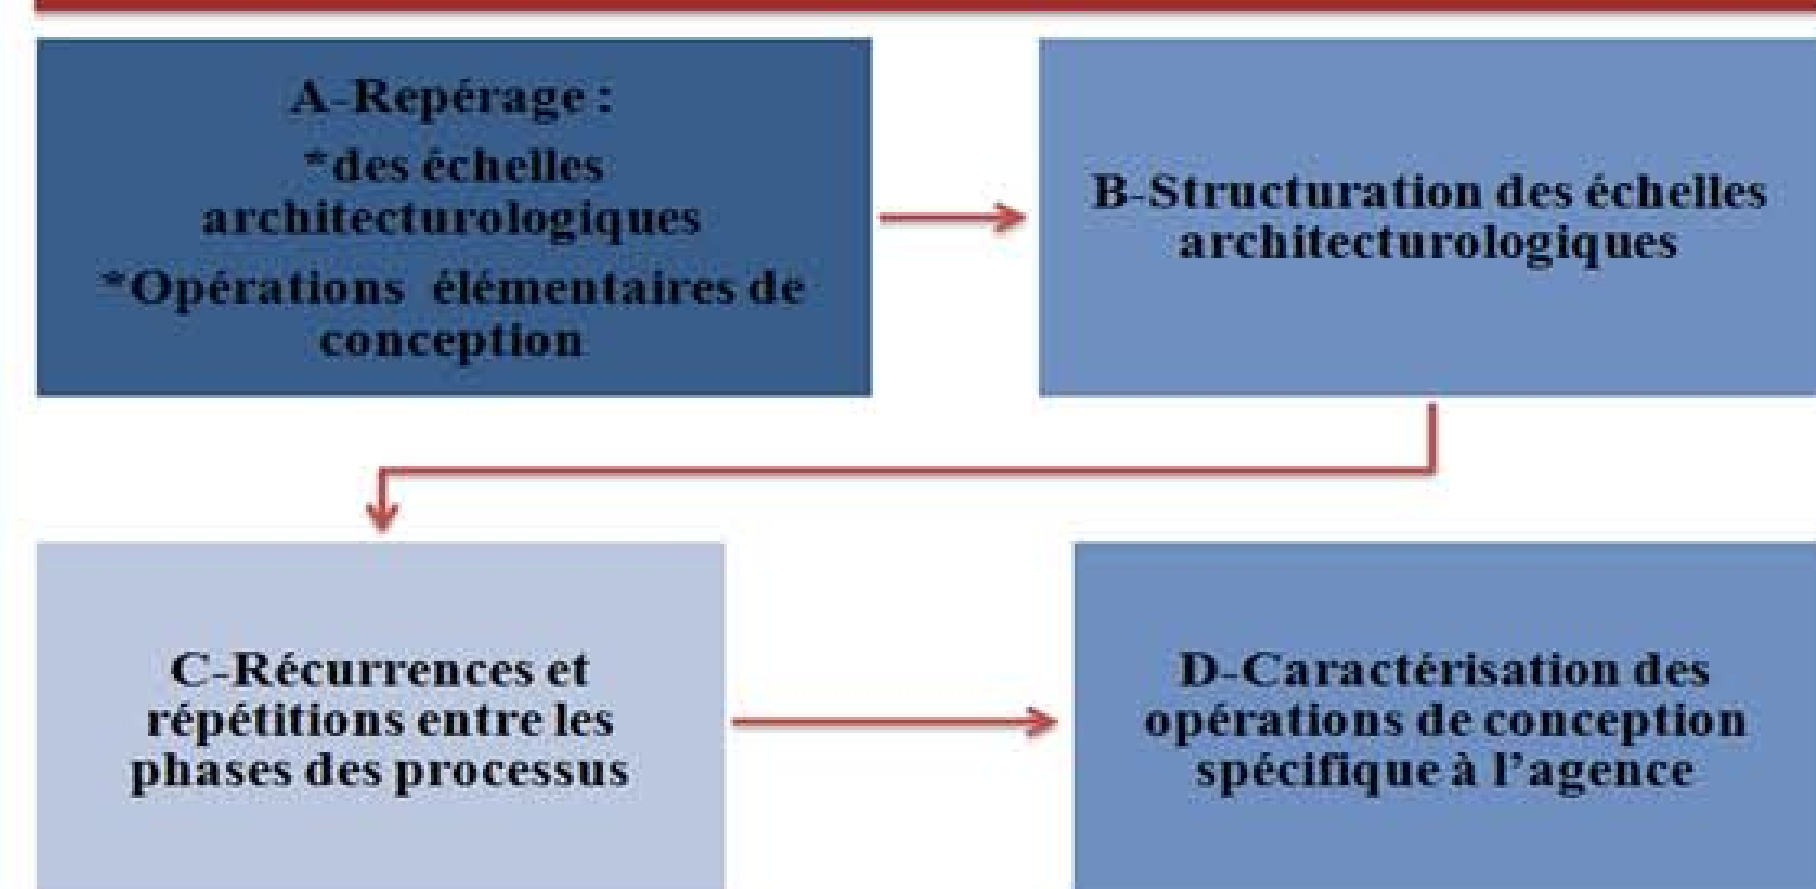 A-Repérage :
*des échelles
architecturologiques
*Opérations élémentaires de
conception
B-Structuration des échelles
architecturologiques
C-Récurrences et
répétitions entre les
phases des processus
D-Caractérisation des
opérations de conception
spécifique à l’agence